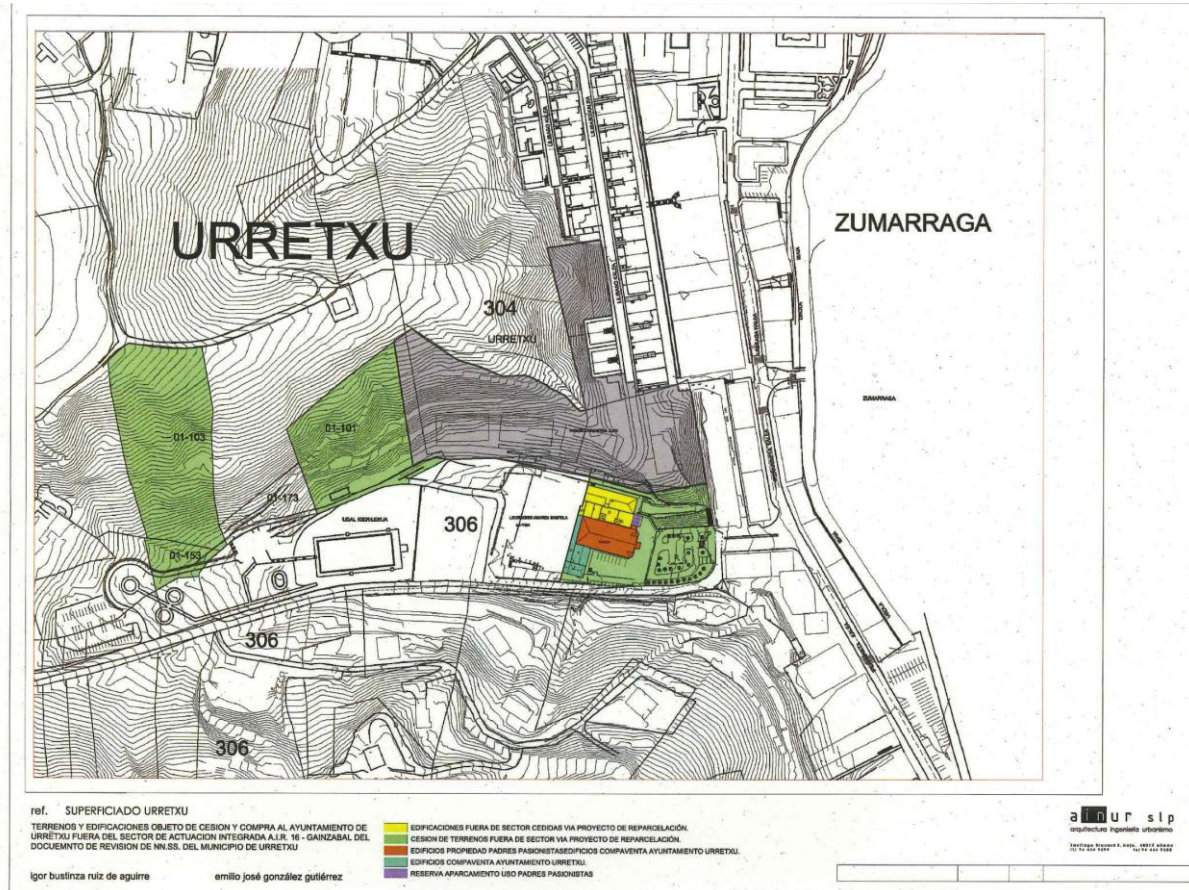 URRETXU
ZUMARRAGA
304
URRETXU
ZUMARRAGA
01-103
01-101
01-173
UDAL IGERILEKUA
306
01-153
306
306
ref. SUPERFICIADO URRETXU
TERRENOS Y EDIFICACIONES OBJETO DE CESION Y COMPRA AL AYUNTAMIENTO DE
URRETXU FUERA DEL SECTOR DE ACTUACION INTEGRADA A.I.R. 16 - GAINZABAL DEL
DOCUEMNTO DE REVISION DE NN.SS. DEL MUNICIPIO DE URRETXU
igor bustinza ruiz de aguirre
emilio josé gonzález gutiérrez
EDIFICACIONES FUERA DE SECTOR CEDIDAS VIA PROYECTO DE REPARCELACIÓN.
CESION DE TERRENOS FUERA DE SECTOR VIA PROYECTO DE REPARCELACIÓN.
EDIFICIOS PROPIEDAD PADRES PASIONISTASEDIFICIOS COMPAVENTA AYUNTAMIENTO URRETXU.
EDIFICIOS COMPAVENTA AYUNTAMIENTO URRETXU.
RESERVA APARCAMIENTO USO PADRES PASIONISTAS
ainur slp
arquitectura ingeniería urbanismo